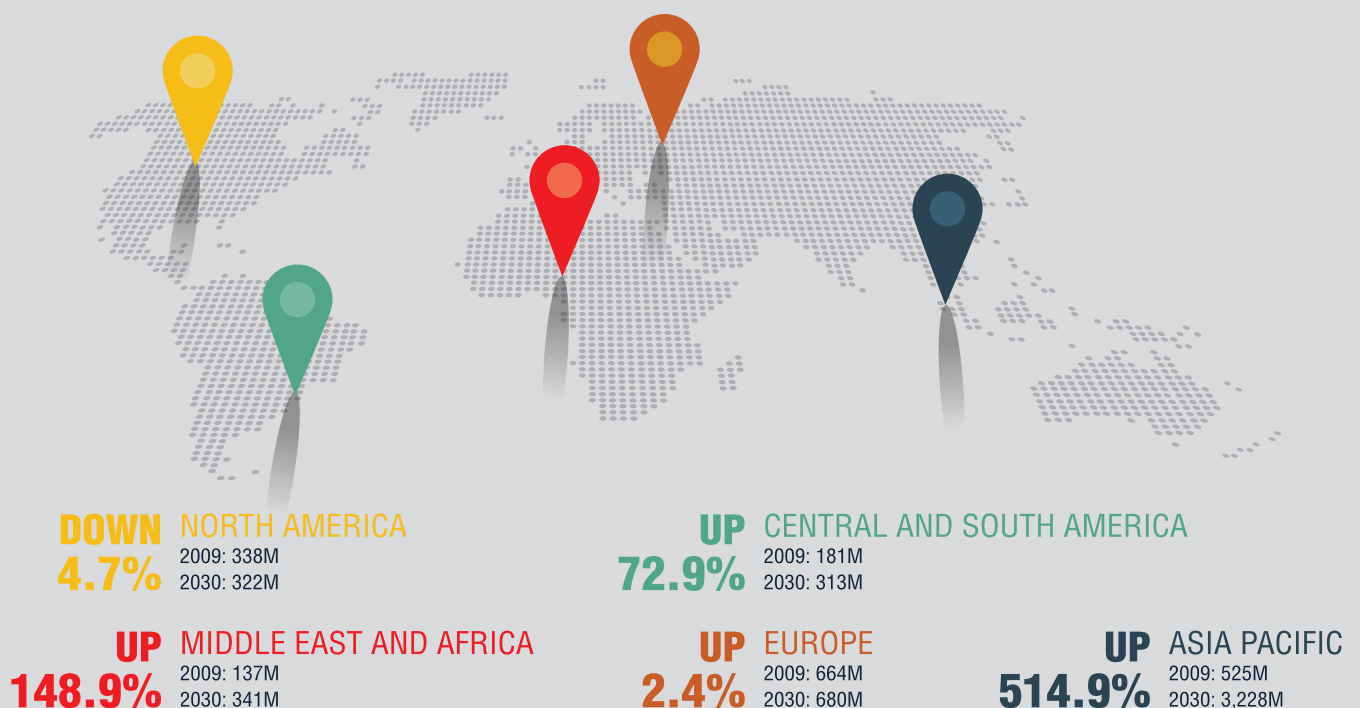 DOWN NORTH AMERICA
4.7% 2009: 338M
2030: 322M
UP CENTRAL AND SOUTH AMERICA
72.9% 2009: 181M
2030: 313M
UP MIDDLE EAST AND AFRICA
148.9% 2009: 137M
2030: 341M
UP EUROPE
2.4% 2009: 664M
2030: 680M
UP ASIA PACIFIC
514.9% 2009: 525M
2030: 3,228M